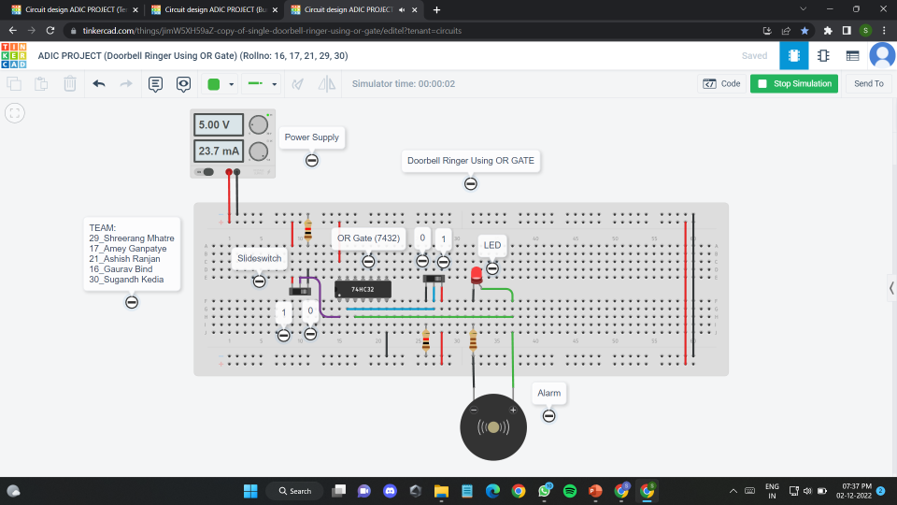 Circuit design ADIC PROJECT (Te
Circuit design ADIC PROJECT (Bu
Circuit design ADIC PROJECT
tinkercad.com/things/jimW5XH59aZ-copy-of-single-doorbell-ringer-using-or-gate/editel?tenant=circuits
S
TIN
KER
CAD
ADIC PROJECT (Doorbell Ringer Using OR Gate) (Rollno: 16, 17, 21, 29, 30)
Saved
Simulator time: 00:00:02
Code
Stop Simulation
Send To
5.00 V
23.7 mA
Power Supply
Doorbell Ringer Using OR GATE
TEAM:
29_Shreerang Mhatre
17_Amey Ganpatye
21_Ashish Ranjan
16_Gaurav Bind
30_Sugandh Kedia
Slideswitch
OR Gate (7432)
0
1
LED
74HC32
1
0
Alarm
Search
ENG
IN
07:37 PM
02-12-2022
2